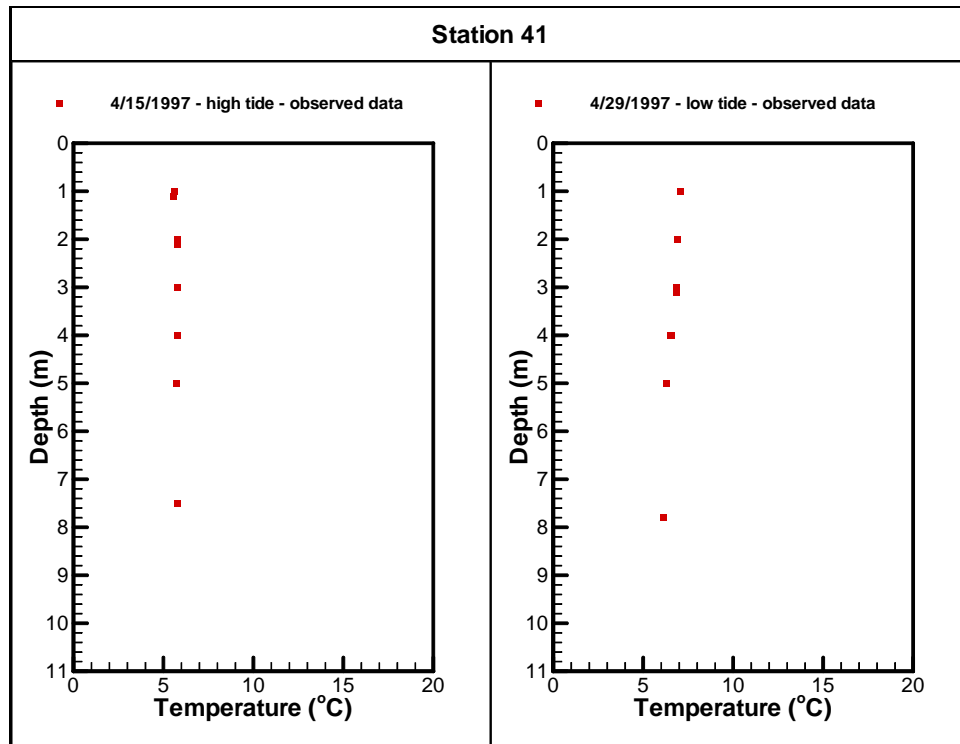 Station 41
4/15/1997 - high tide - observed data
0
1
2
3
4
5
6
7
8
9
10
11
Depth (m)
0 5 10 15 20
Temperature (°C)
4/29/1997 - low tide - observed data
0
1
2
3
4
5
6
7
8
9
10
11
Depth (m)
0 5 10 15 20
Temperature (°C)